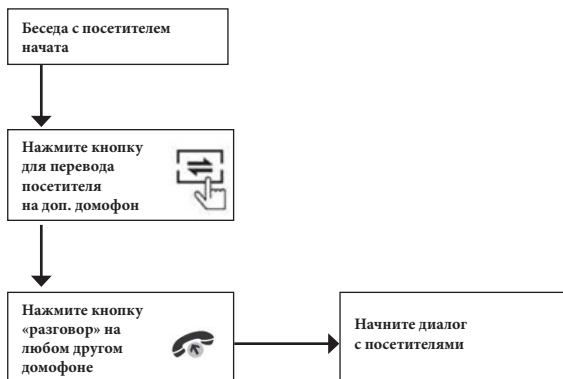 Беседа с посетителем
начата
Нажмите кнопку
для перевода
посетителя
на доп. домофон
Нажмите кнопку
«разговор» на
любом другом
домофоне
Начните диалог
с посетителями